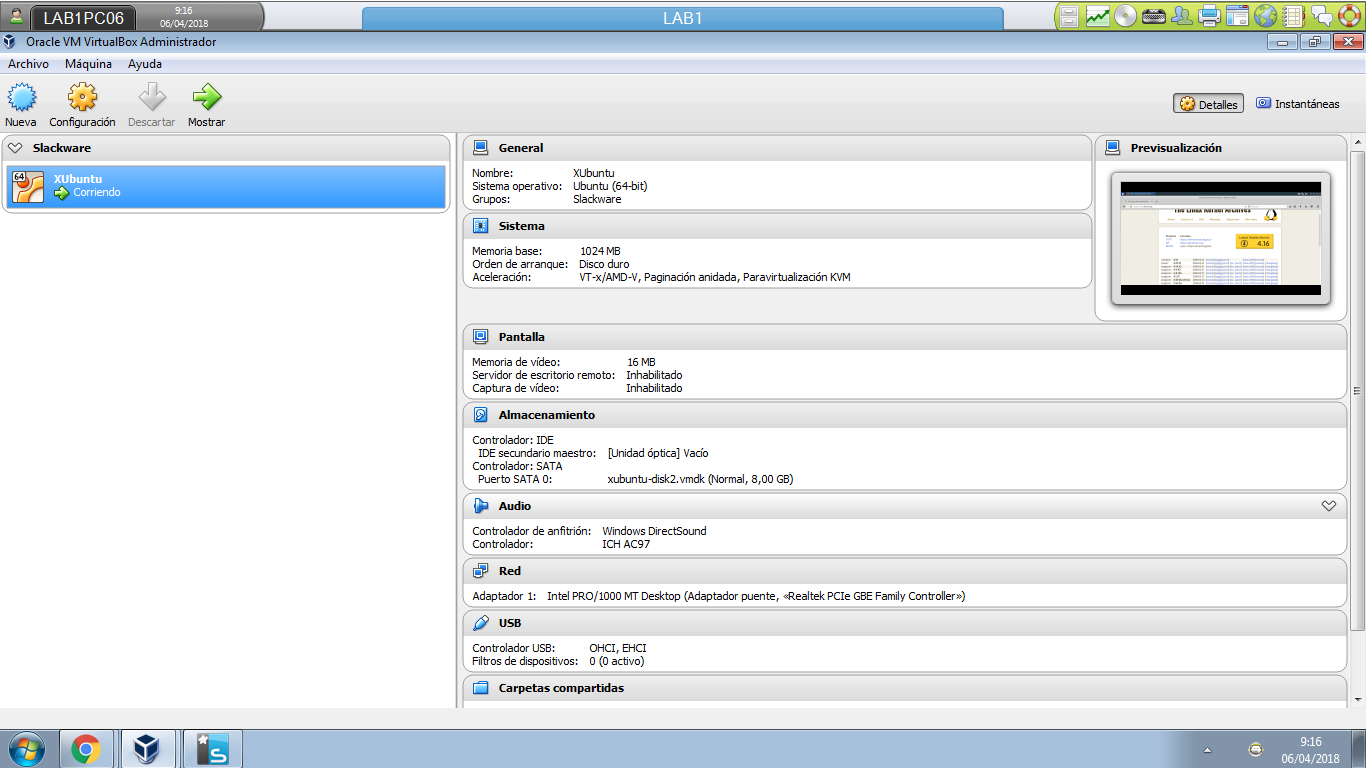 LAB1PC06
9:16
06/04/2018
LAB1
Oracle VM VirtualBox Administrador
Archivo Máquina Ayuda
Nueva Configuración Descartar Mostrar
Detalles Instantáneas
Slackware
64
XUbuntu
Corriendo
General
Nombre: XUbuntu
Sistema operativo: Ubuntu (64-bit)
Grupos: Slackware
Sistema
Memoria base: 1024 MB
Orden de arranque: Disco duro
Aceleración: VT-x/AMD-V, Paginación anidada, Paravirtualización KVM
Previsualización
The Linux Kernel Archives
4.16
Pantalla
Memoria de vídeo: 16 MB
Servidor de escritorio remoto: Inhabilitado
Captura de vídeo: Inhabilitado
Almacenamiento
Controlador: IDE
IDE secundario maestro: [Unidad óptica] Vacío
Controlador: SATA
Puerto SATA 0: xubuntu-disk2.vmdk (Normal, 8,00 GB)
Audio
Controlador de anfitrión: Windows DirectSound
Controlador: ICH AC97
Red
Adaptador 1: Intel PRO/1000 MT Desktop (Adaptador puente, «Realtek PCIe GBE Family Controller»)
USB
Controlador USB: OHCI, EHCI
Filtros de dispositivos: 0 (0 activo)
Carpetas compartidas
S
9:16
06/04/2018